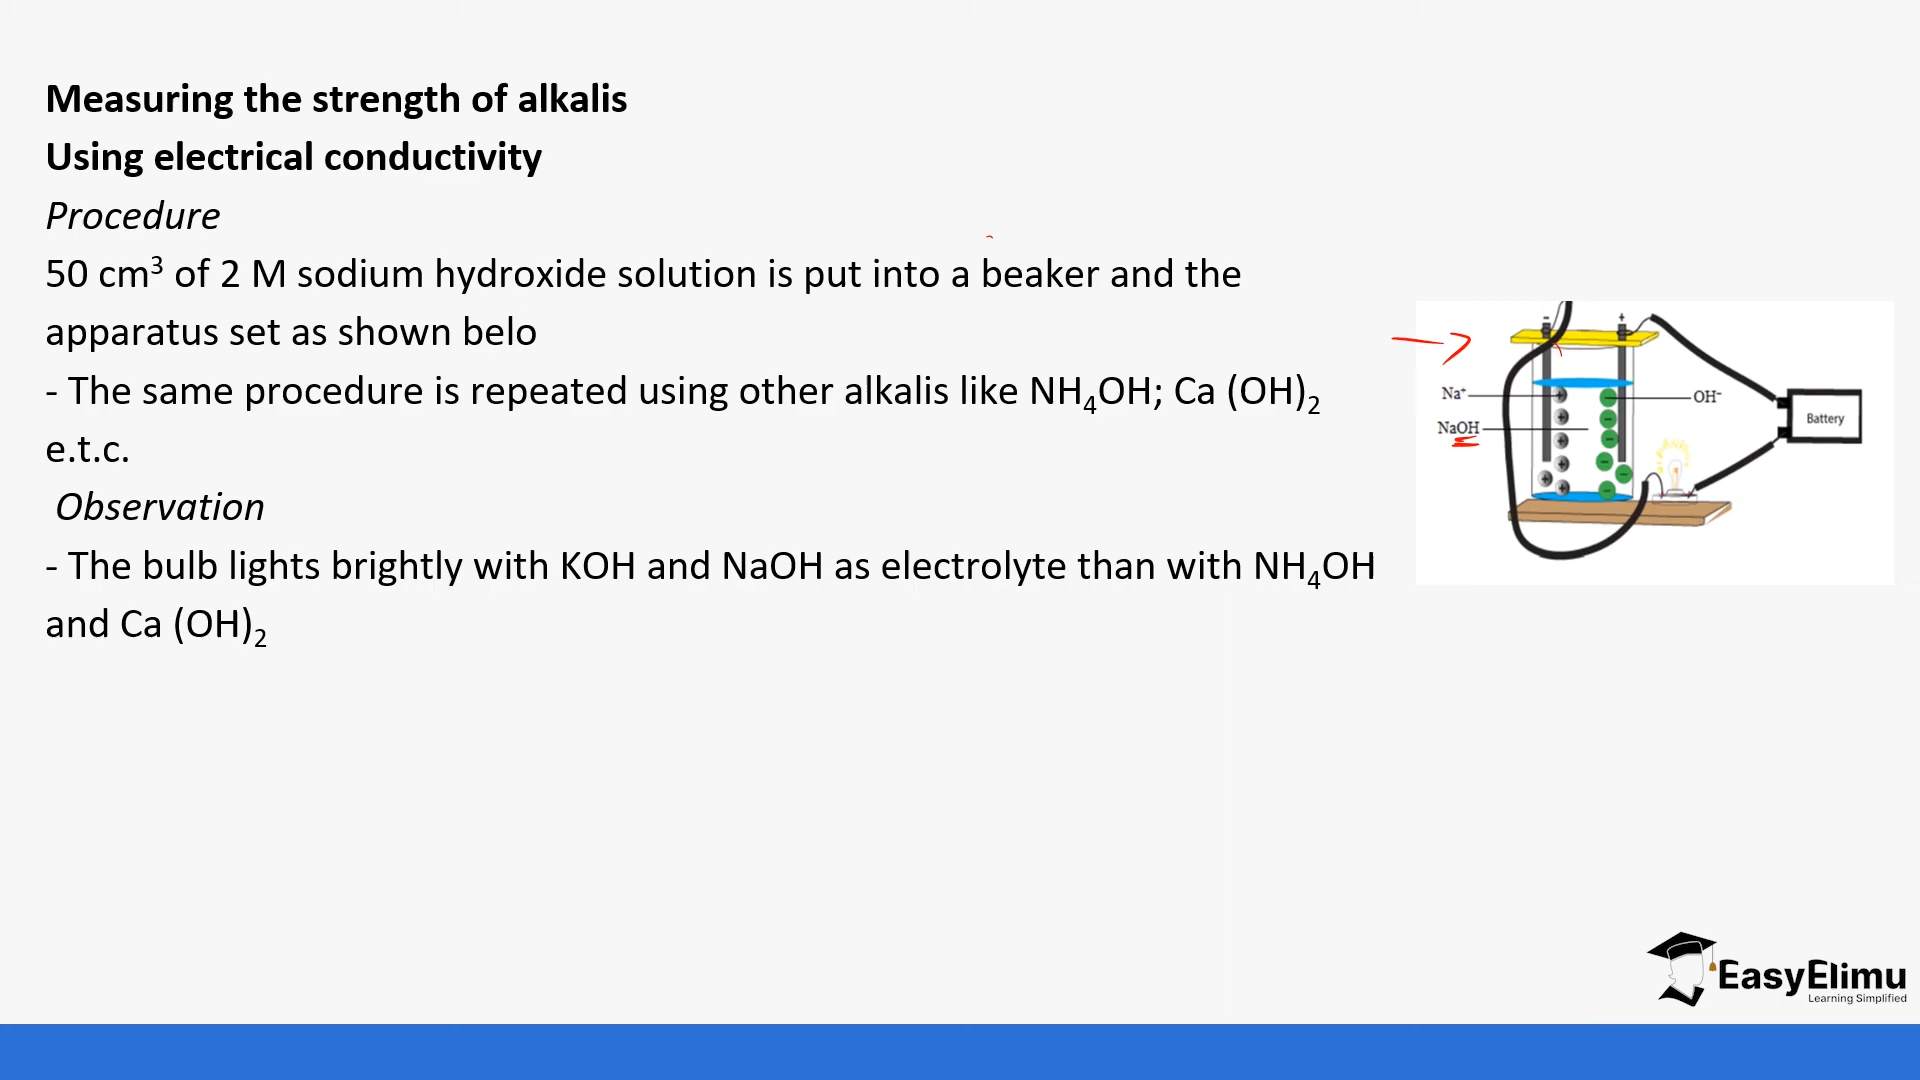 Measuring the strength of alkalis
Using electrical conductivity
Procedure
50 cm³ of 2 M sodium hydroxide solution is put into a beaker and the
apparatus set as shown belo
- The same procedure is repeated using other alkalis like NH₄OH; Ca (OH)₂
e.t.c.
Observation
- The bulb lights brightly with KOH and NaOH as electrolyte than with NH₄OH
and Ca (OH)₂
- +
Na⁺
OH⁻
NaOH
Battery
EasyElimu
Learning Simplified